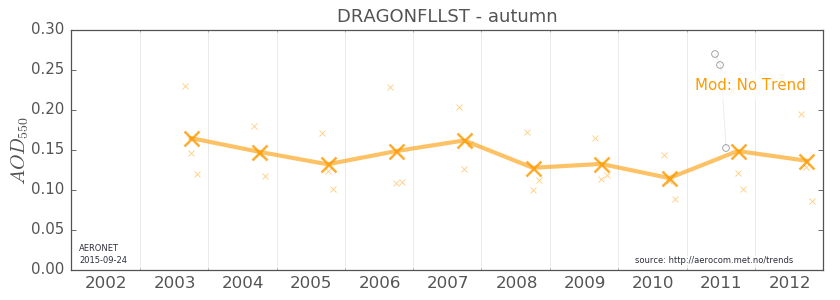 DRAGONFLLST - autumn
0.30
0.25
0.20
0.15
0.10
0.05
0.00
AOD550
Mod: No Trend
AERONET
2015-09-24
source: http://aerocom.met.no/trends
2002 2003 2004 2005 2006 2007 2008 2009 2010 2011 2012